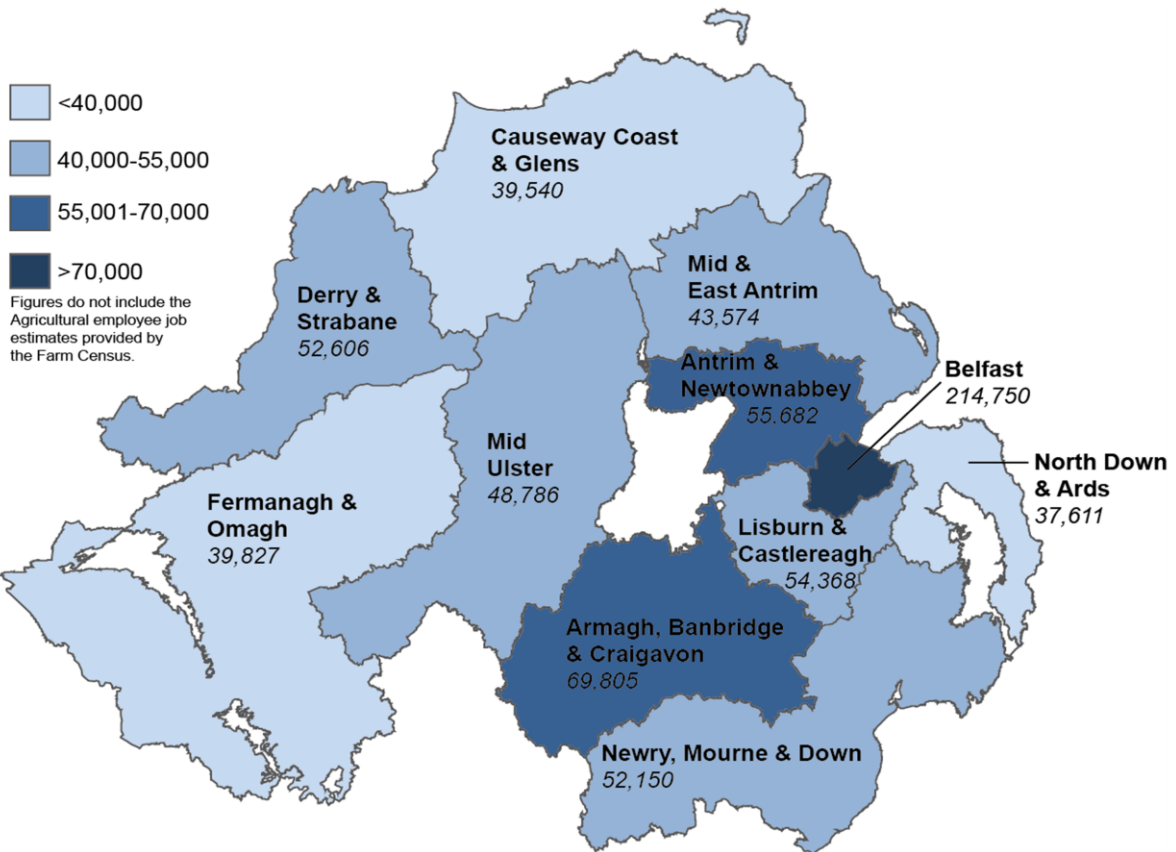 <40,000
40,000-55,000
55,001-70,000
>70,000
Figures do not include the
Agricultural employee job
estimates provided by
the Farm Census.
Causeway Coast
& Glens
39,540
Derry &
Strabane
52,606
Mid &
East Antrim
43,574
Antrim &
Newtownabbey
55,682
Belfast
214,750
North Down
& Ards
37,611
Mid
Ulster
48,786
Fermanagh &
Omagh
39,827
Lisburn &
Castlereagh
54,368
Armagh, Banbridge
& Craigavon
69,805
Newry, Mourne & Down
52,150